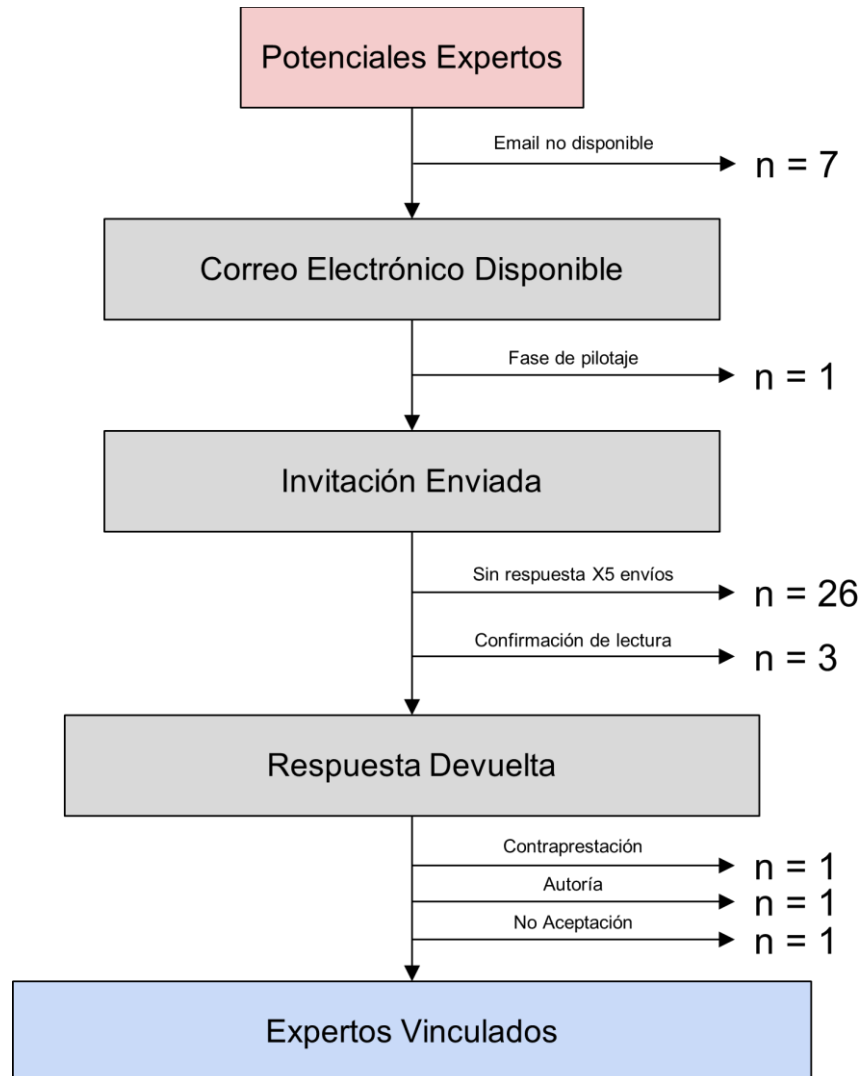 Potenciales Expertos
Email no disponible
n = 7
Correo Electrónico Disponible
Fase de pilotaje
n = 1
Invitación Enviada
Sin respuesta X5 envíos
n = 26
Confirmación de lectura
n = 3
Respuesta Devuelta
Contraprestación
n = 1
Autoría
n = 1
No Aceptación
n = 1
Expertos Vinculados